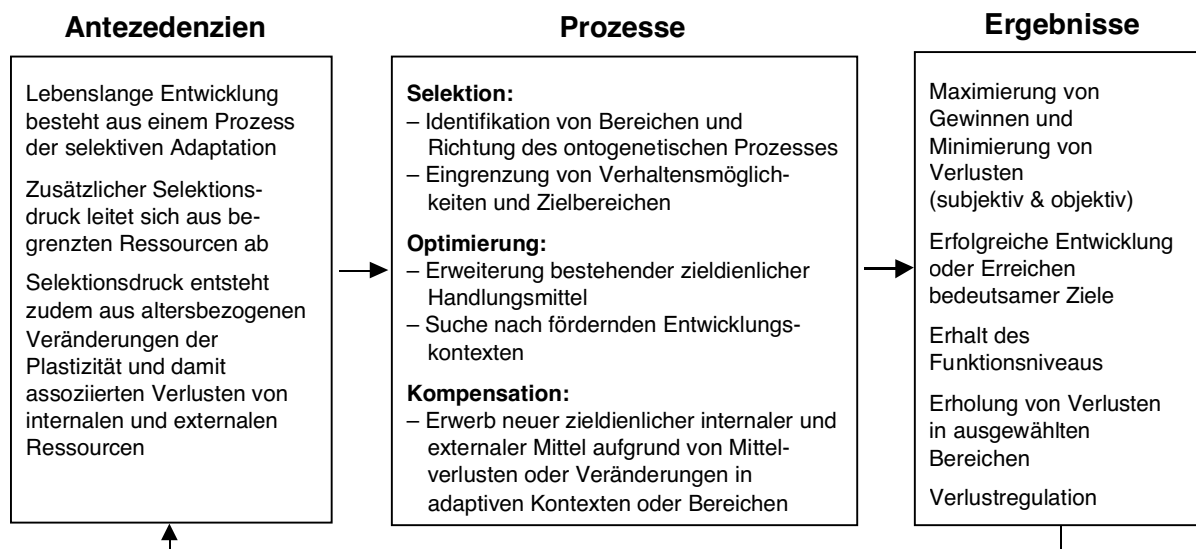 Antezedenzien
Lebenslange Entwicklung
besteht aus einem Prozess
der selektiven Adaptation
Zusätzlicher Selektions-
druck leitet sich aus be-
grenzten Ressourcen ab
Selektionsdruck entsteht
zudem aus altersbezogenen
Veränderungen der
Plastizität und damit
assoziierten Verlusten von
internalen und externalen
Ressourcen
Prozesse
Selektion:
– Identifikation von Bereichen und
Richtung des ontogenetischen Prozesses
– Eingrenzung von Verhaltensmöglich-
keiten und Zielbereichen
Optimierung:
– Erweiterung bestehender zieldienlicher
Handlungsmittel
– Suche nach fördernden Entwicklungs-
kontexten
Kompensation:
– Erwerb neuer zieldienlicher internaler und
externaler Mittel aufgrund von Mittel-
verlusten oder Veränderungen in
adaptiven Kontexten oder Bereichen
Ergebnisse
Maximierung von
Gewinnen und
Minimierung von
Verlusten
(subjektiv & objektiv)
Erfolgreiche Entwicklung
oder Erreichen
bedeutsamer Ziele
Erhalt des
Funktionsniveaus
Erholung von Verlusten
in ausgewählten
Bereichen
Verlustregulation